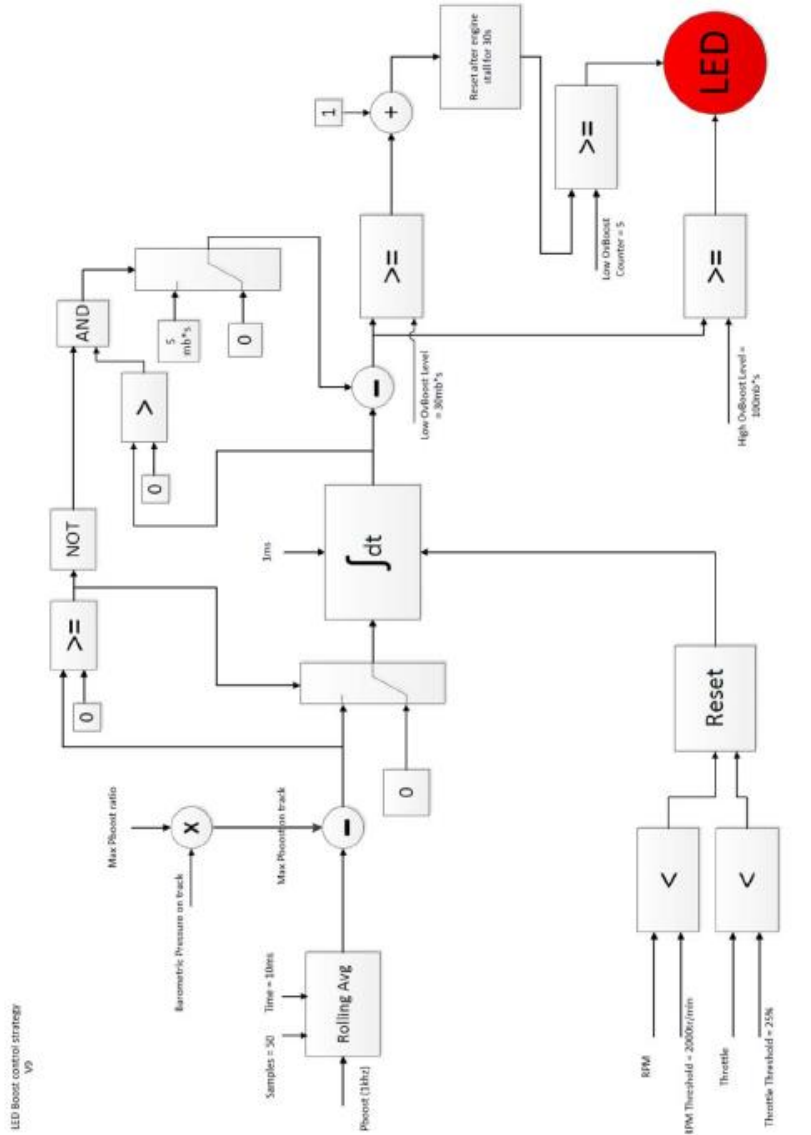 LED Boost control strategy
V9
Max Pboost ratio
Barometric Pressure on track
X
Max Pboost on track
-
Samples = 50
Time = 10ms
Rolling Avg
Pboost (1khz)
0
>=
NOT
AND
0
>
5
mb*s
0
0
1ms
∫dt
-
Low OvBoost Level
= 30mb*s
>=
1
+
Reset after engine
stall for 30s
Low OvBoost
Counter = 5
>=
High OvBoost Level =
100mb*s
>=
LED
RPM
RPM Threshold = 2000tr/min
<
Throttle
Throttle Threshold = 25%
<
Reset